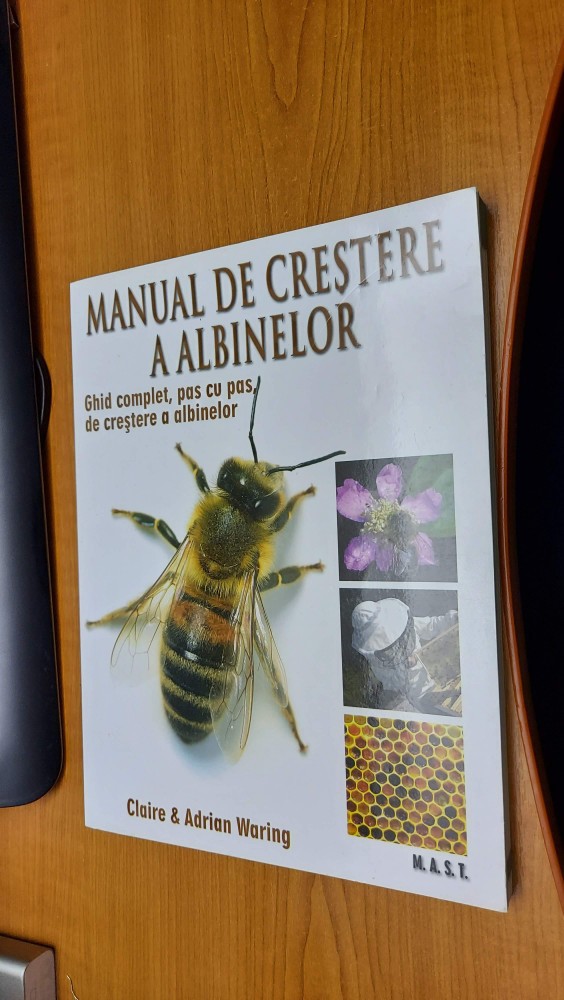 MANUAL DE CREŞTERE
A ALBINELOR
Ghid complet, pas cu pas,
de creştere a albinelor
Claire & Adrian Waring
M. A. S. T.